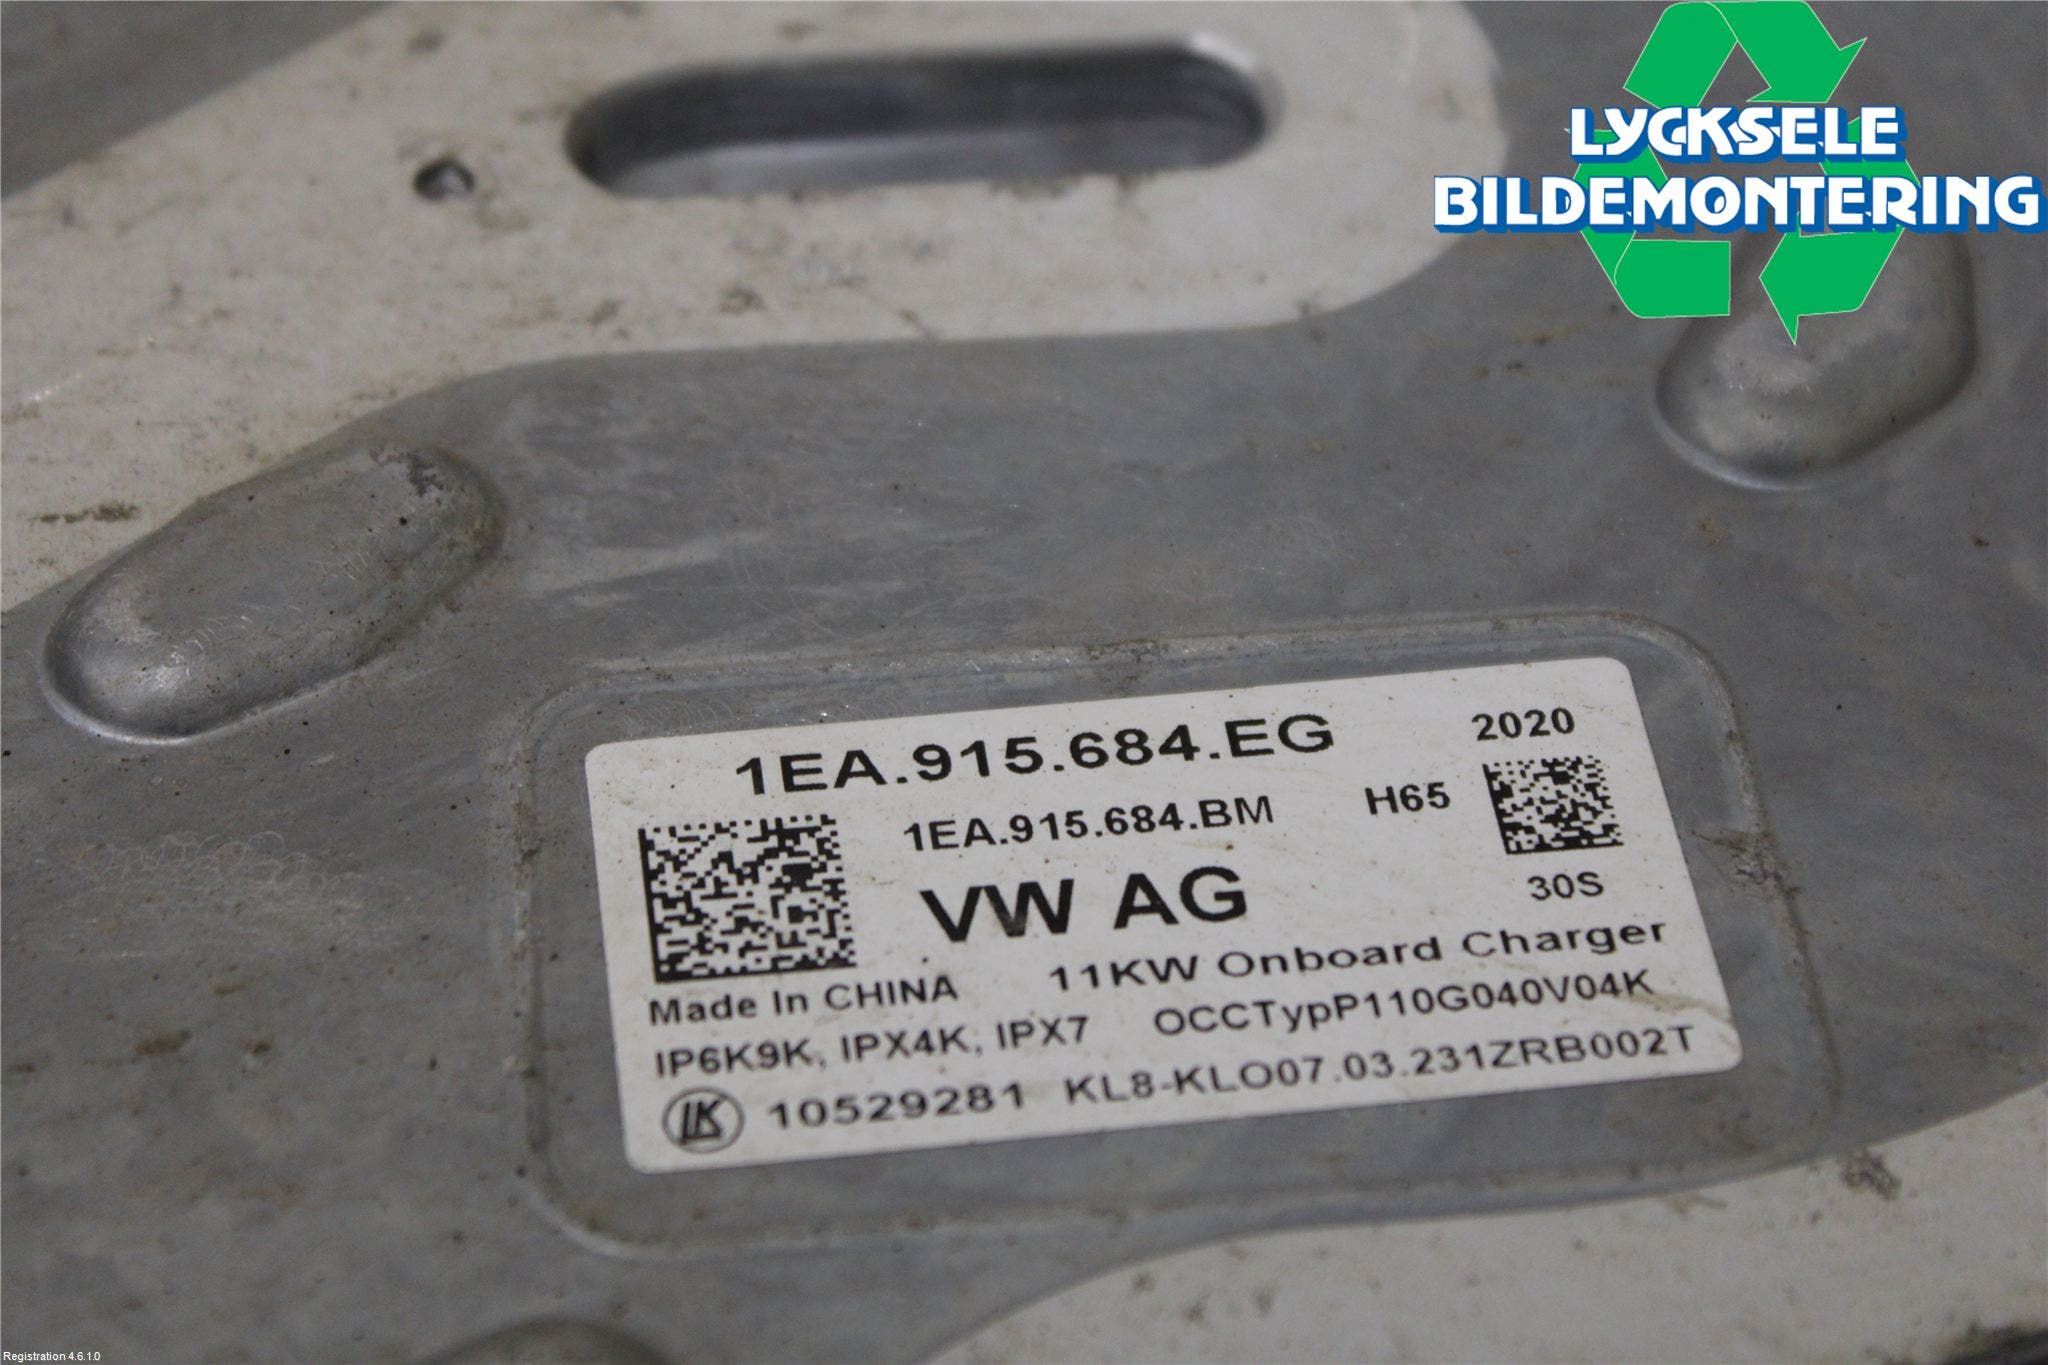 LYCKSELE
BILDEMONTERING
1EA.915.684.EG
2020
1EA.915.684.BM
H65
VW AG
30S
Made In CHINA
11KW Onboard Charger
IP6K9K, IPX4K, IPX7
OCCTypP110G040V04K
LK
10529281
KL8-KLO07.03.231ZRB002T
Registration 4.6.1.0